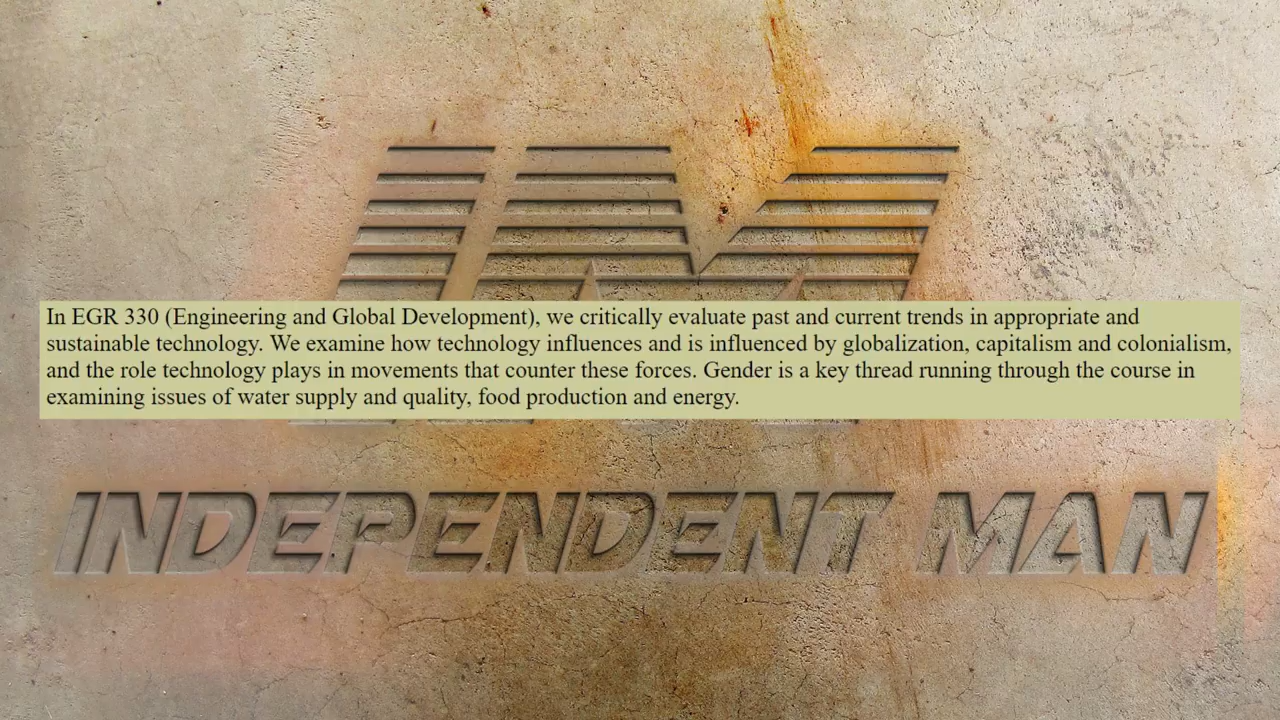 IM
In EGR 330 (Engineering and Global Development), we critically evaluate past and current trends in appropriate and
sustainable technology. We examine how technology influences and is influenced by globalization, capitalism and colonialism,
and the role technology plays in movements that counter these forces. Gender is a key thread running through the course in
examining issues of water supply and quality, food production and energy.
INDEPENDENT MAN